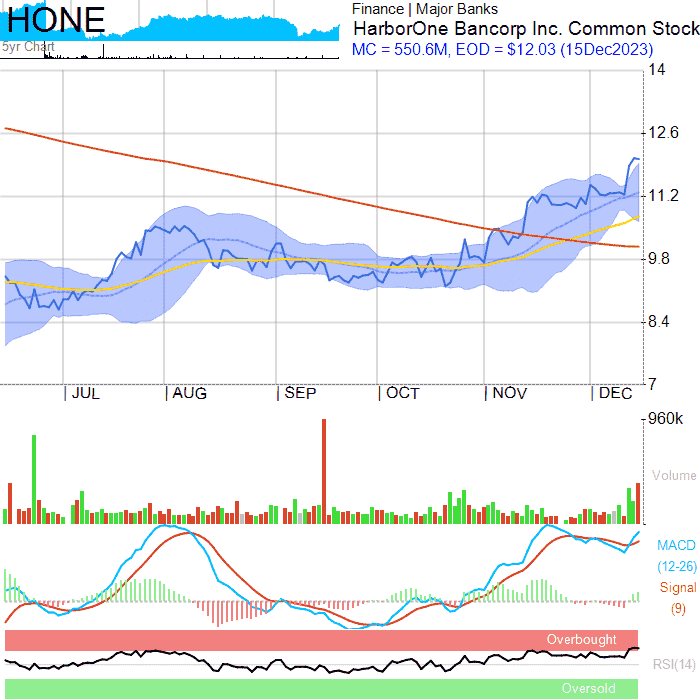 HONE
5yr Chart
Finance | Major Banks
HarborOne Bancorp Inc. Common Stock
MC = 550.6M, EOD = $12.03 (15Dec2023)
14
12.6
11.2
9.8
8.4
7
JUL AUG SEP OCT NOV DEC
960k
Volume
MACD
(12-26)
Signal
(9)
Overbought
RSI(14)
Oversold